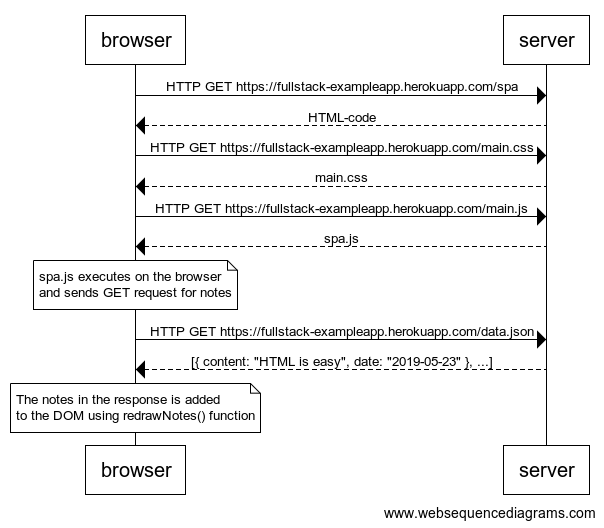 browser
server
HTTP GET https://fullstack-exampleapp.herokuapp.com/spa
HTML-code
HTTP GET https://fullstack-exampleapp.herokuapp.com/main.css
main.css
HTTP GET https://fullstack-exampleapp.herokuapp.com/main.js
spa.js
spa.js executes on the browser
and sends GET request for notes
HTTP GET https://fullstack-exampleapp.herokuapp.com/data.json
[{ content: "HTML is easy", date: "2019-05-23" }, ...]
The notes in the response is added
to the DOM using redrawNotes() function
browser
server
www.websequencediagrams.com